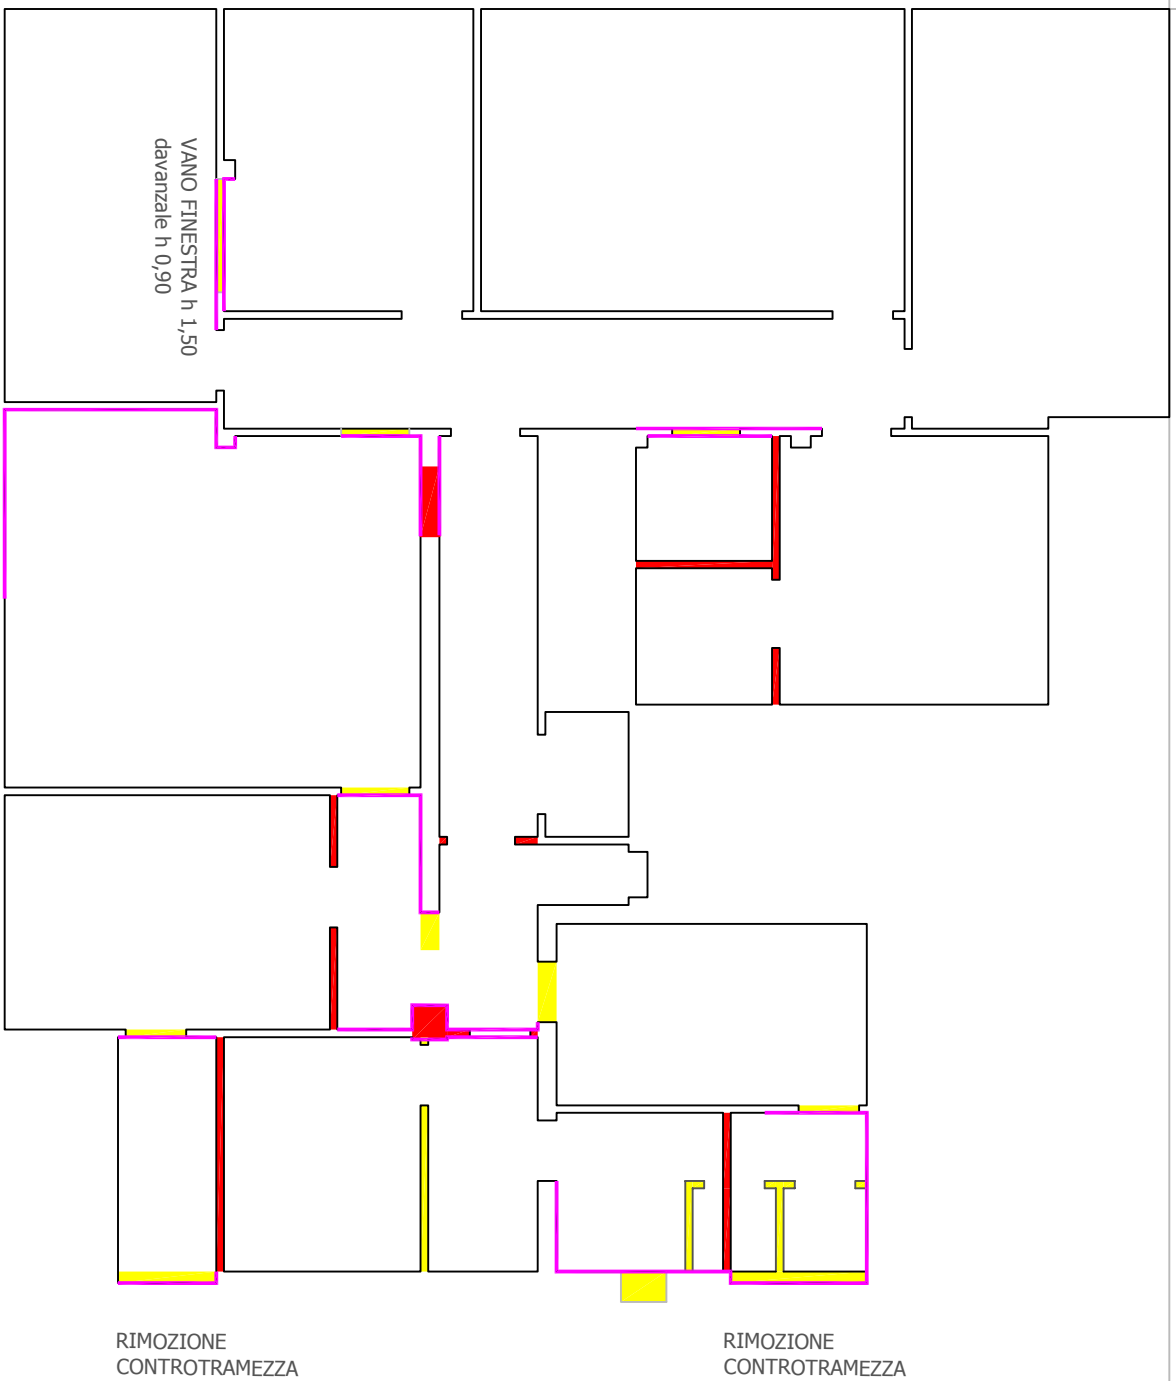 VANO FINESTRA h 1,50
davanzale h 0,90
RIMOZIONE
CONTROTRAMEZZA
RIMOZIONE
CONTROTRAMEZZA